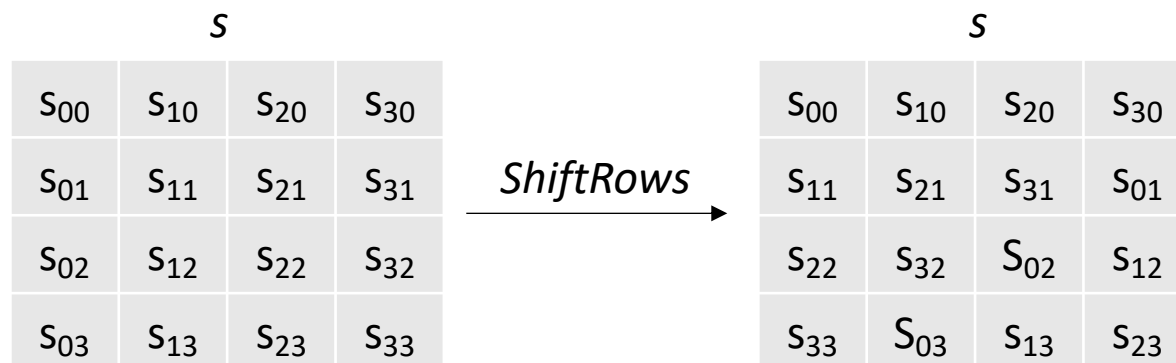 s s
s₀₀ s₁₀ s₂₀ s₃₀ s₀₀ s₁₀ s₂₀ s₃₀
s₀₁ s₁₁ s₂₁ s₃₁ ShiftRows s₁₁ s₂₁ s₃₁ s₀₁
s₀₂ s₁₂ s₂₂ s₃₂ s₂₂ s₃₂ S₀₂ s₁₂
s₀₃ s₁₃ s₂₃ s₃₃ s₃₃ S₀₃ s₁₃ s₂₃